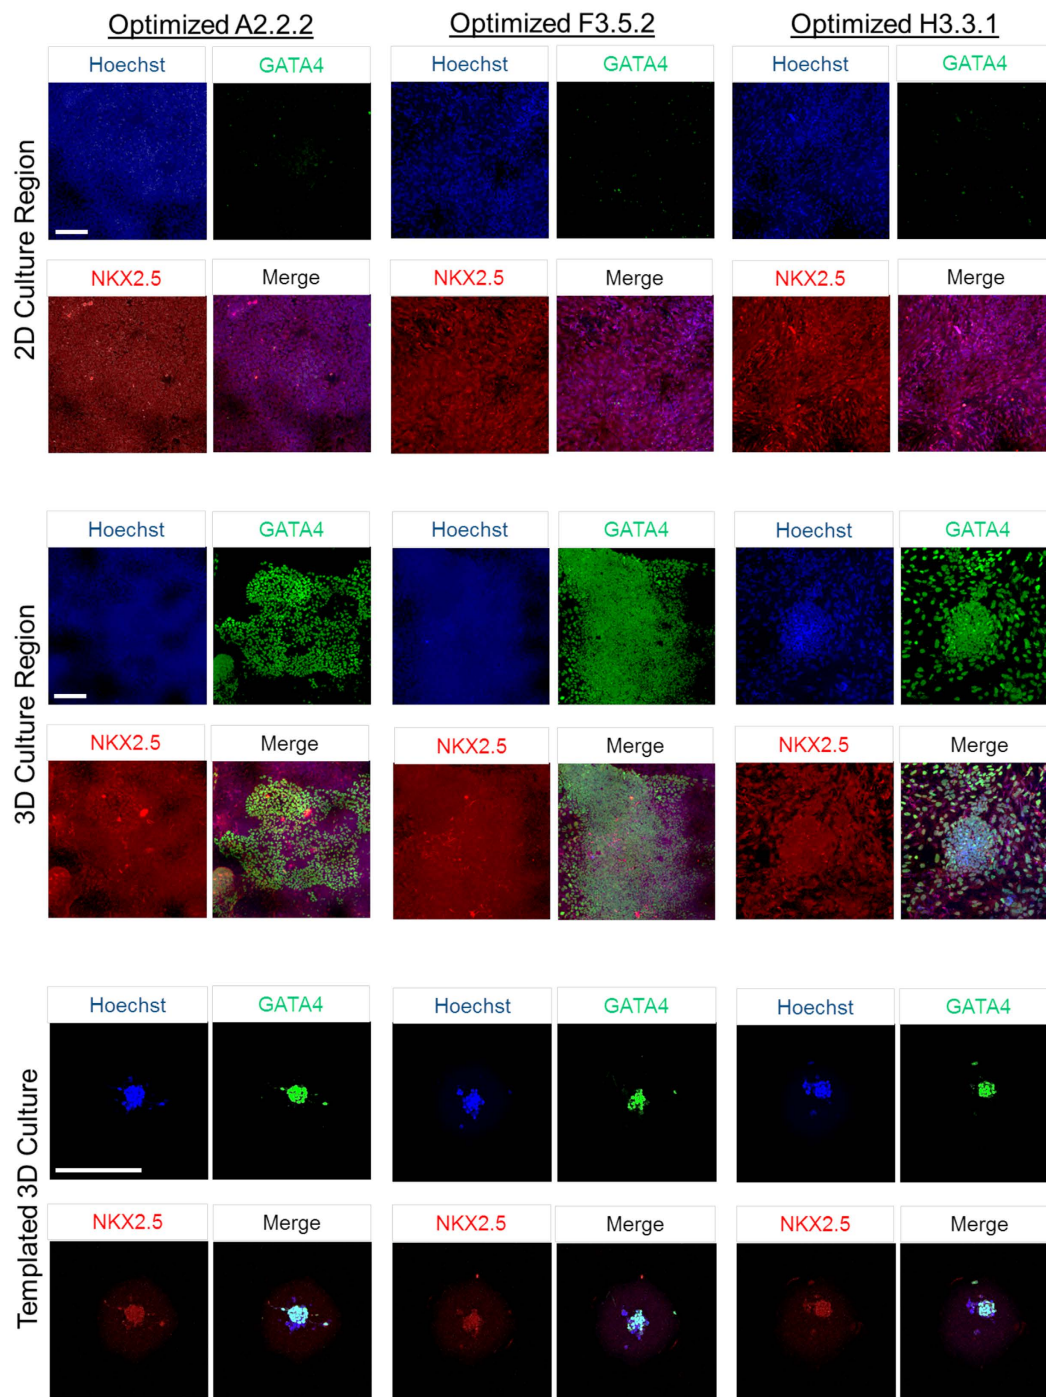 Optimized A2.2.2 Optimized F3.5.2 Optimized H3.3.1
2D Culture Region
Hoechst GATA4 Hoechst GATA4 Hoechst GATA4
NKX2.5 Merge NKX2.5 Merge NKX2.5 Merge
3D Culture Region
Hoechst GATA4 Hoechst GATA4 Hoechst GATA4
NKX2.5 Merge NKX2.5 Merge NKX2.5 Merge
Templated 3D Culture
Hoechst GATA4 Hoechst GATA4 Hoechst GATA4
NKX2.5 Merge NKX2.5 Merge NKX2.5 Merge